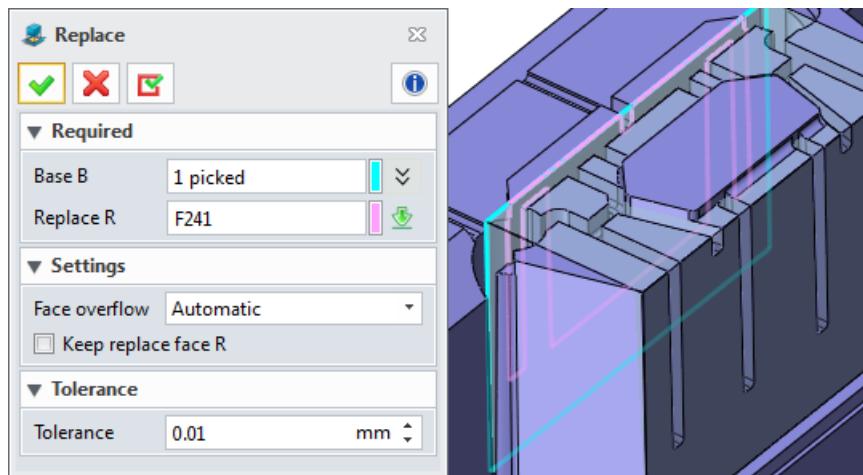 Replace
Required
Base B 1 picked
Replace R F241
Settings
Face overflow Automatic
Keep replace face R
Tolerance
Tolerance 0.01 mm